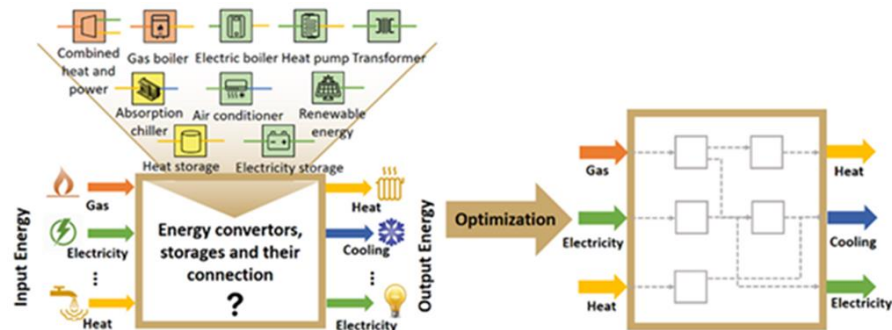 Combined
heat and
power
Gas boiler
Electric boiler
Heat pump
Transformer
Absorption
chiller
Air conditioner
Renewable
energy
Heat storage
Electricity storage
Input Energy
Gas
Electricity
⋮
Heat
Energy convertors,
storages and their
connection
?
Heat
Cooling
⋮
Electricity
Output Energy
Optimization
Gas
Electricity
Heat
Heat
Cooling
Electricity